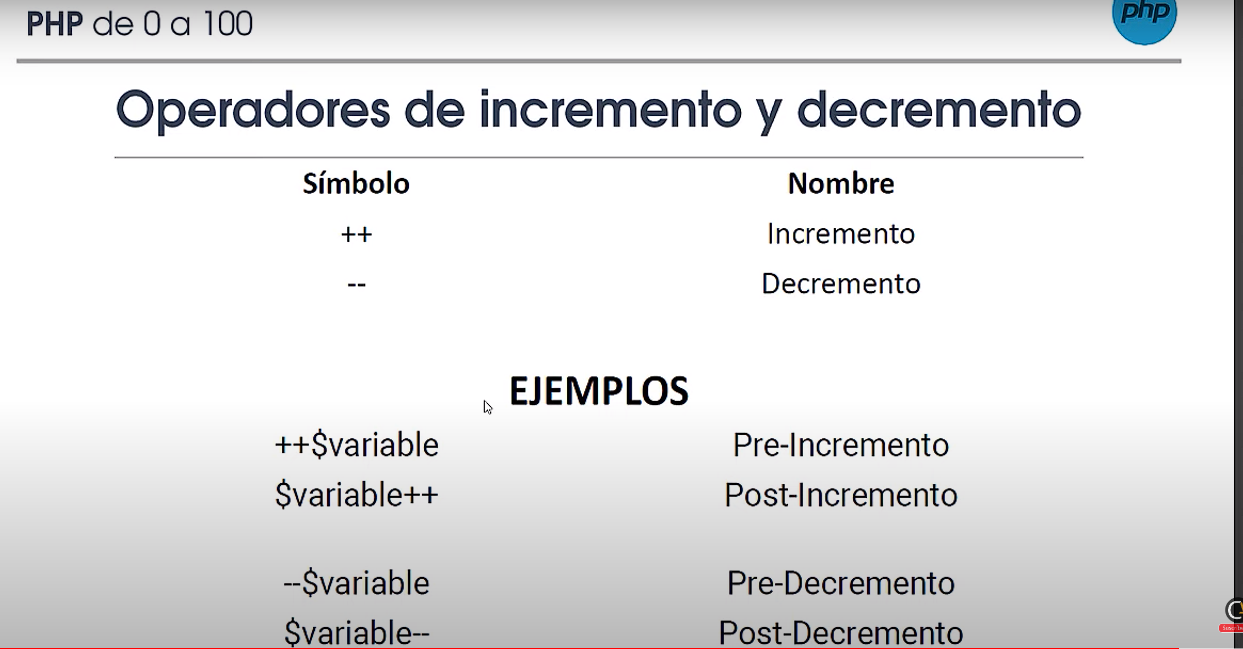 PHP de 0 a 100
php
Operadores de incremento y decremento
Símbolo Nombre
++ Incremento
-- Decremento
EJEMPLOS
++$variable Pre-Incremento
$variable++ Post-Incremento
--$variable Pre-Decremento
$variable-- Post-Decremento